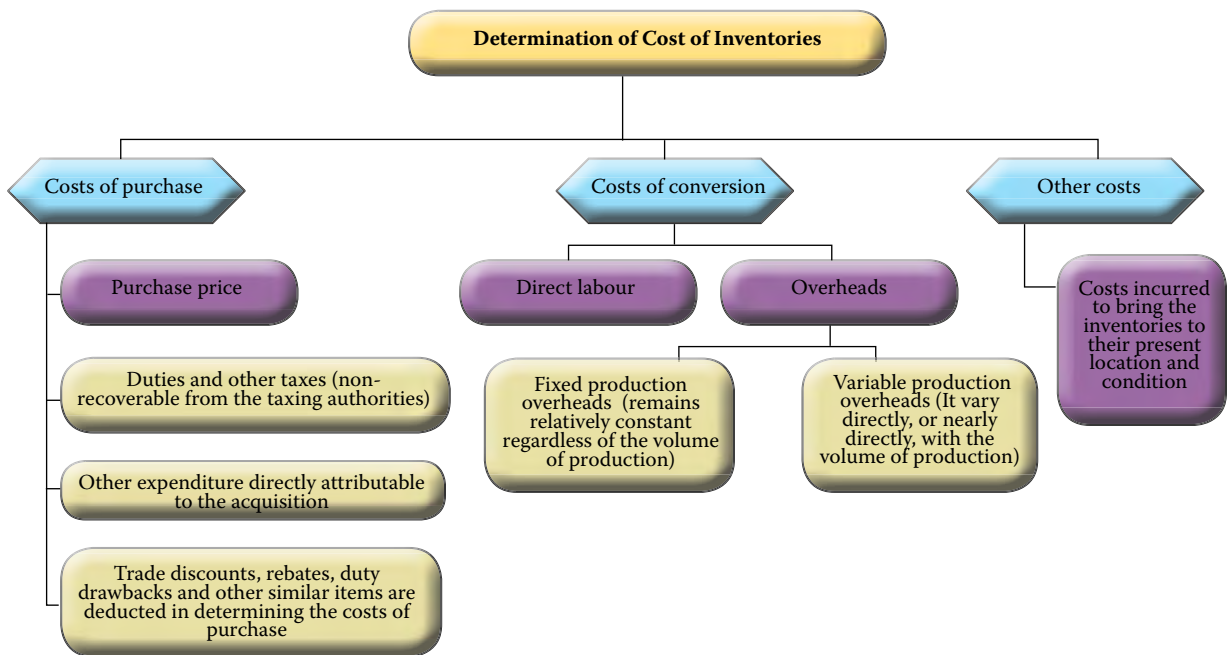 Determination of Cost of Inventories
Costs of purchase
Costs of conversion
Other costs
Purchase price
Duties and other taxes (non-
recoverable from the taxing authorities)
Other expenditure directly attributable
to the acquisition
Trade discounts, rebates, duty
drawbacks and other similar items are
deducted in determining the costs of
purchase
Direct labour
Overheads
Fixed production
overheads (remains
relatively constant
regardless of the volume
of production)
Variable production
overheads (It vary
directly, or nearly
directly, with the
volume of production)
Costs incurred
to bring the
inventories to
their present
location and
condition